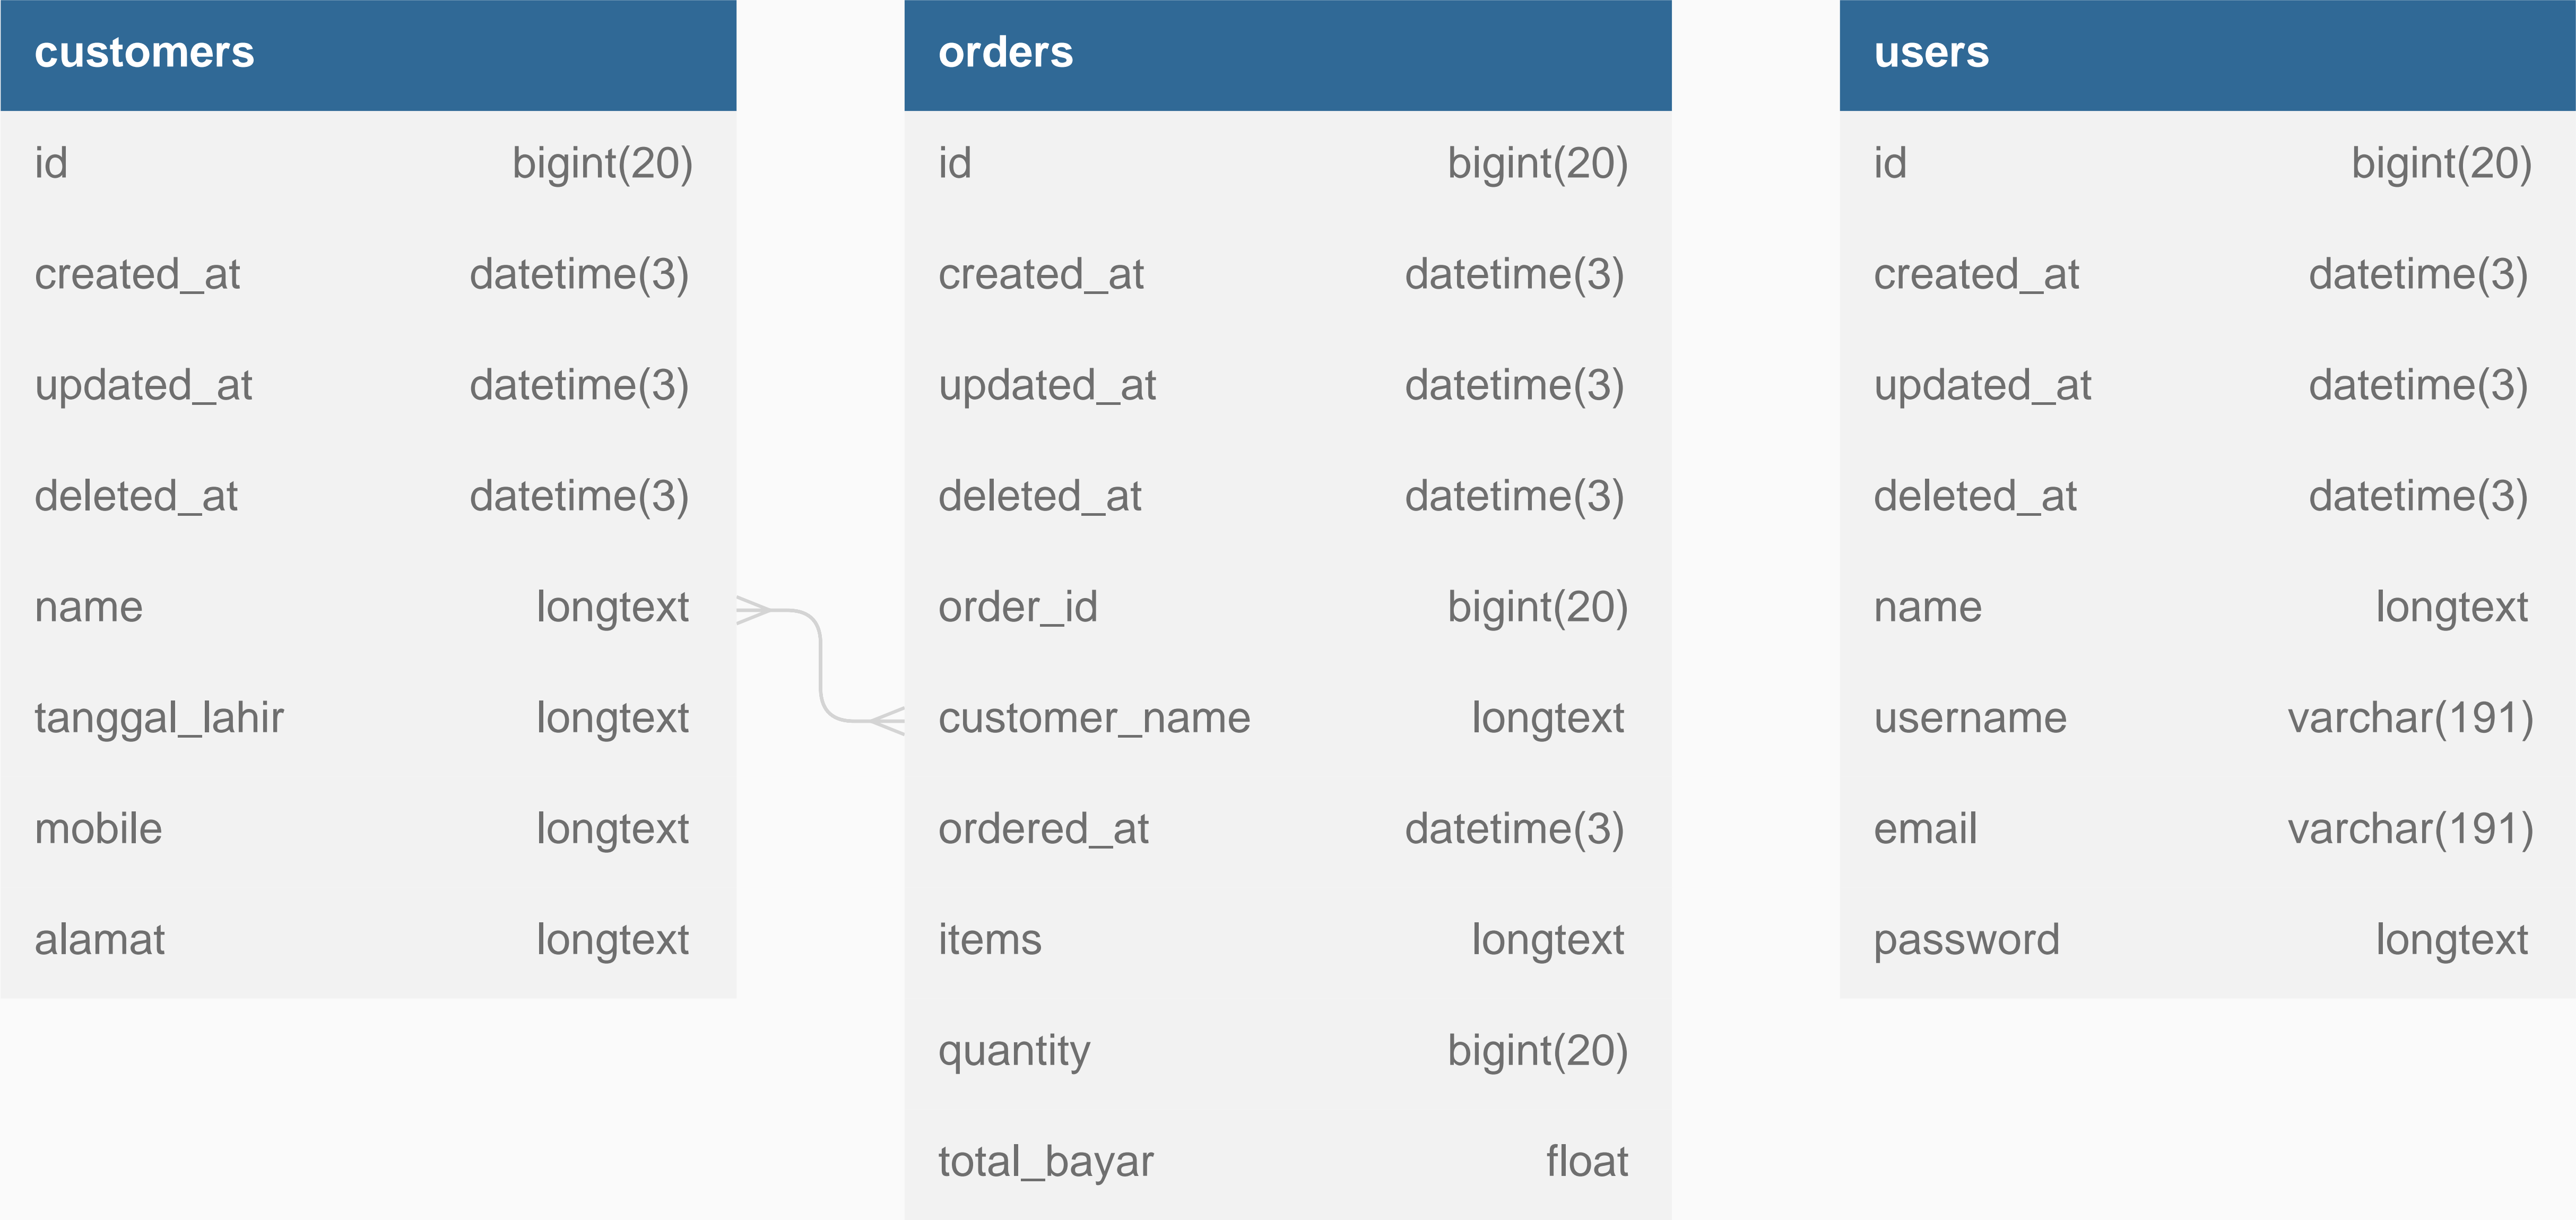 customers
id bigint(20)
created_at datetime(3)
updated_at datetime(3)
deleted_at datetime(3)
name longtext
tanggal_lahir longtext
mobile longtext
alamat longtext
orders
id bigint(20)
created_at datetime(3)
updated_at datetime(3)
deleted_at datetime(3)
order_id bigint(20)
customer_name longtext
ordered_at datetime(3)
items longtext
quantity bigint(20)
total_bayar float
users
id bigint(20)
created_at datetime(3)
updated_at datetime(3)
deleted_at datetime(3)
name longtext
username varchar(191)
email varchar(191)
password longtext